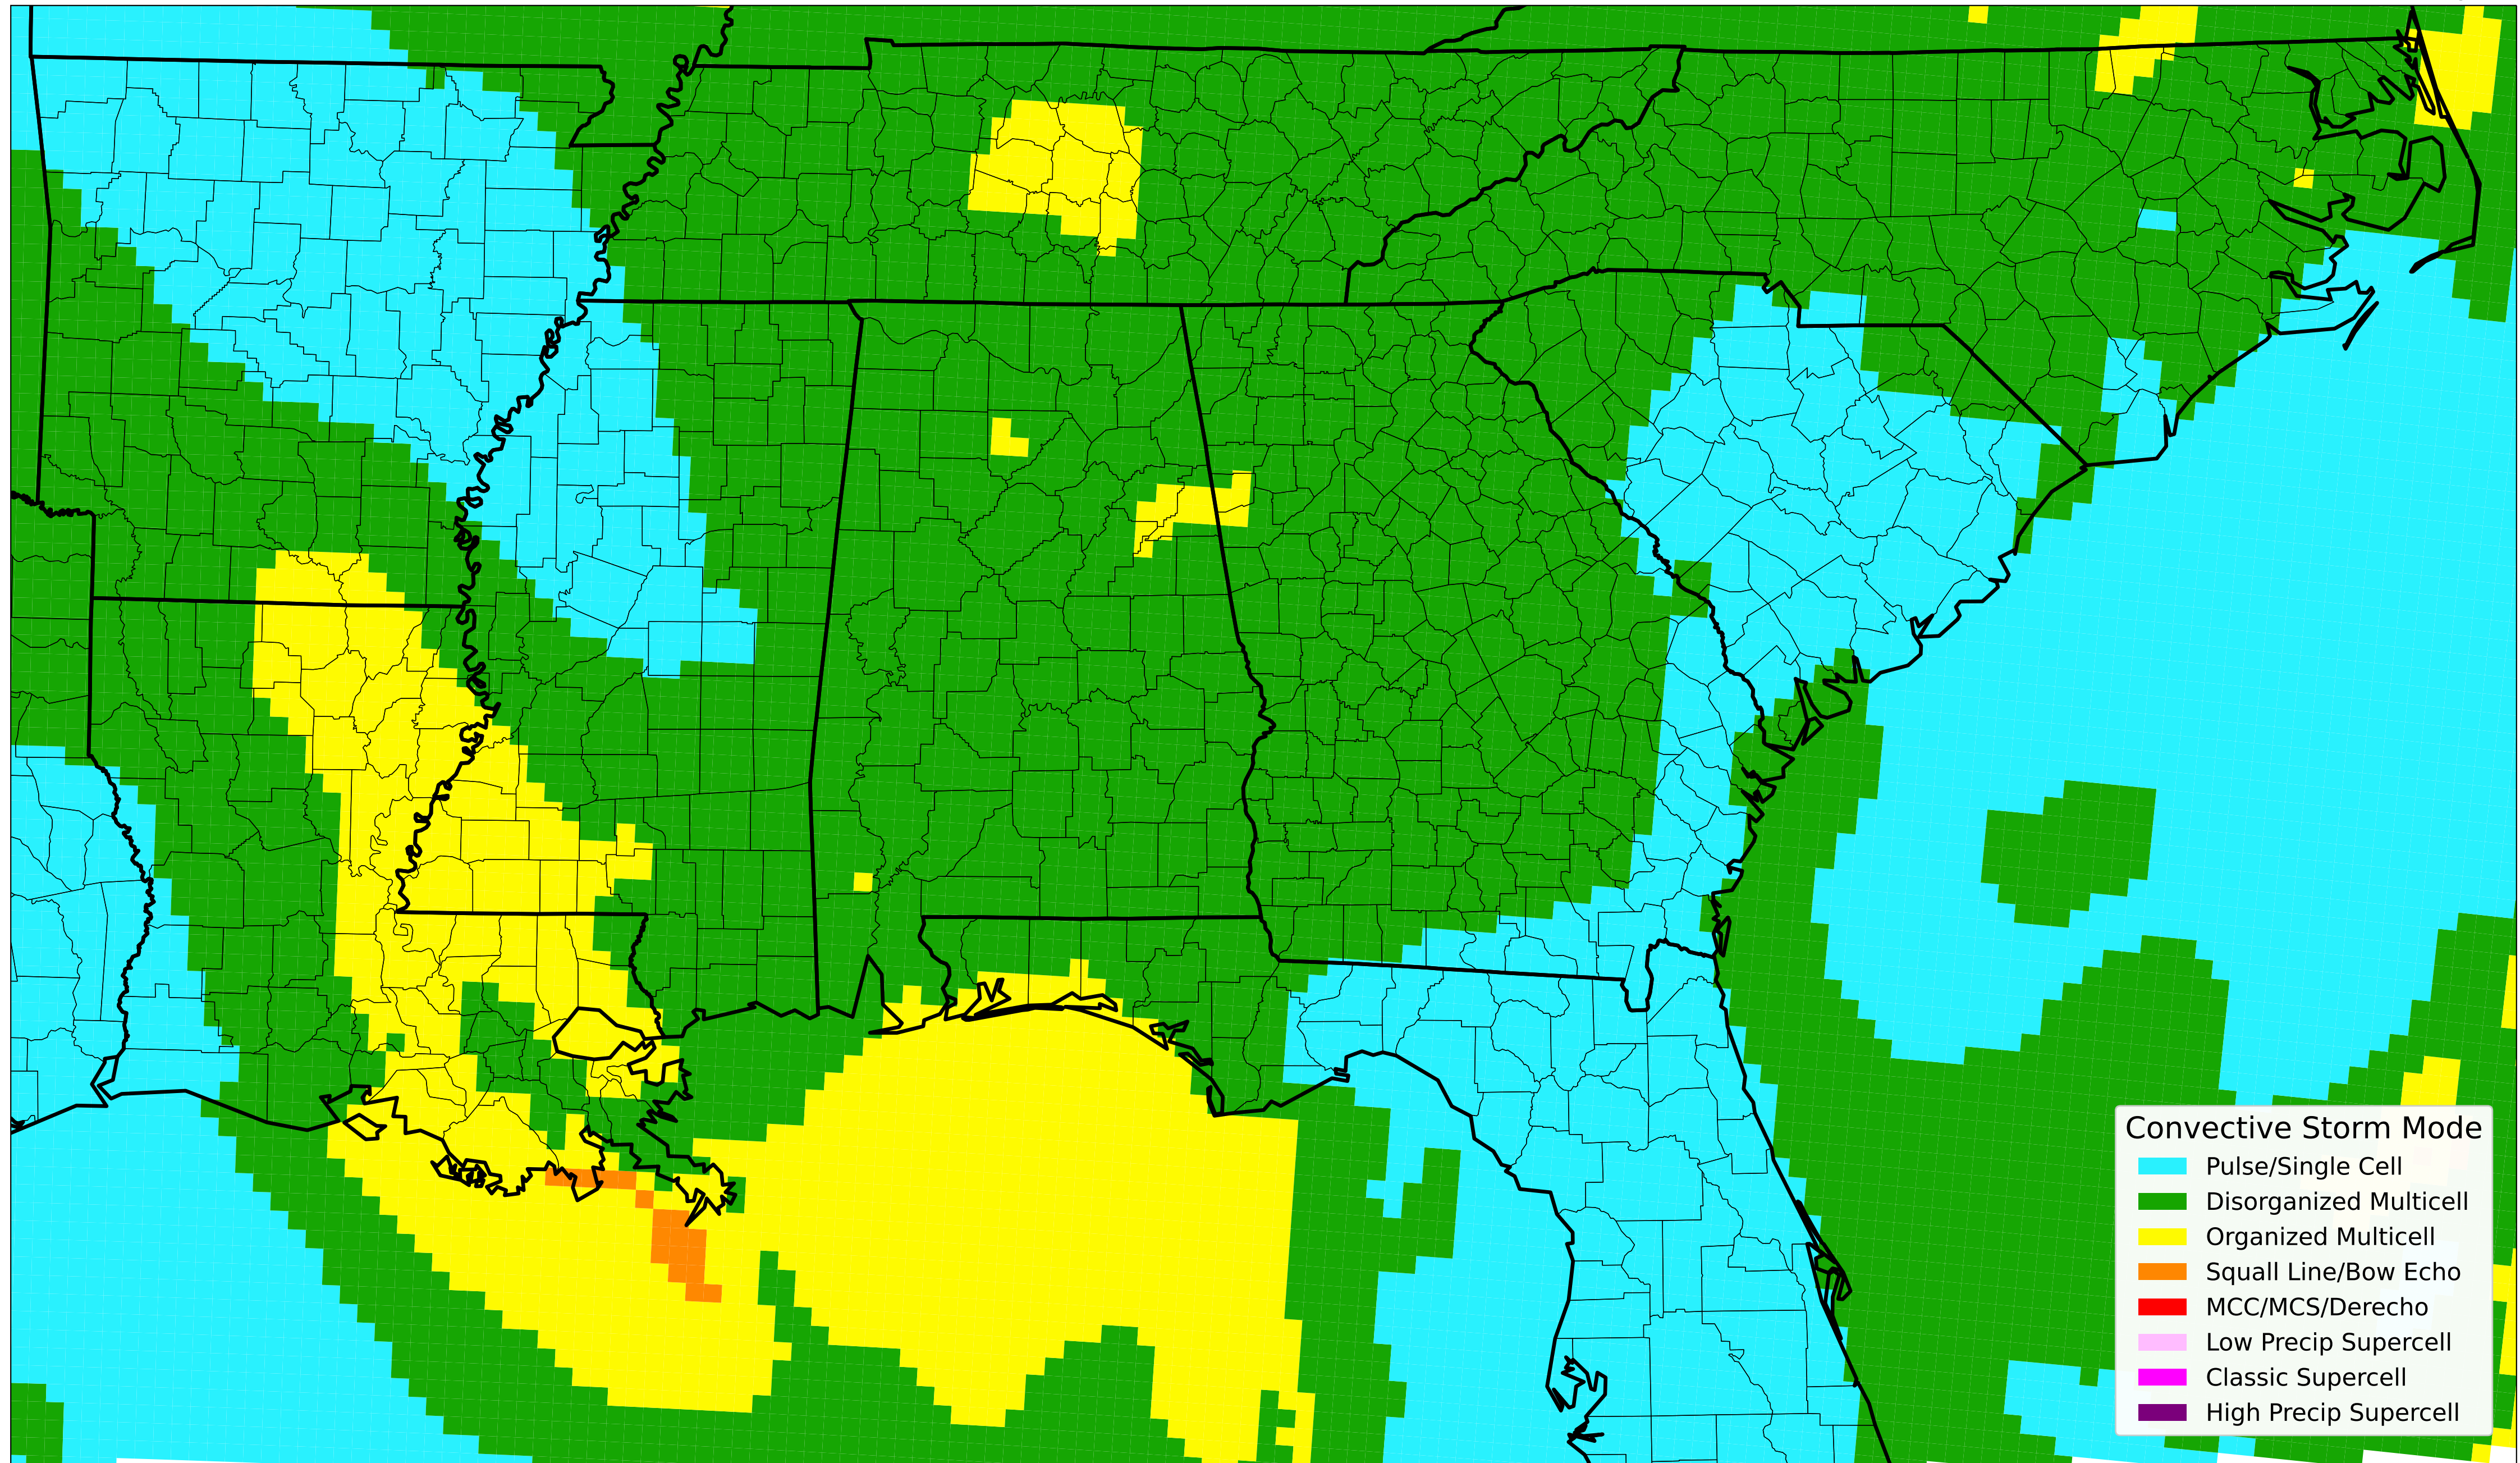 Convective Storm Mode
Pulse/Single Cell
Disorganized Multicell
Organized Multicell
Squall Line/Bow Echo
MCC/MCS/Derecho
Low Precip Supercell
Classic Supercell
High Precip Supercell